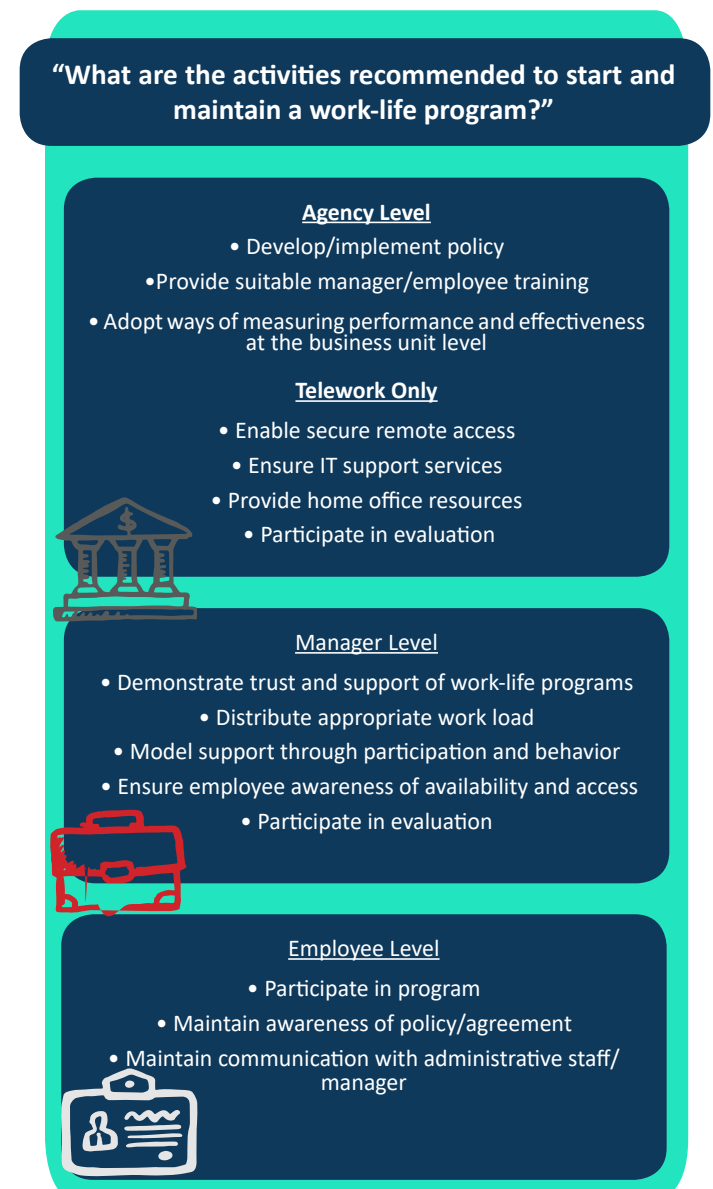 “What are the activities recommended to start and
maintain a work-life program?”
Agency Level
• Develop/implement policy
•Provide suitable manager/employee training
• Adopt ways of measuring performance and effectiveness
at the business unit level
Telework Only
• Enable secure remote access
• Ensure IT support services
• Provide home office resources
• Participate in evaluation
$
Manager Level
• Demonstrate trust and support of work-life programs
• Distribute appropriate work load
• Model support through participation and behavior
• Ensure employee awareness of availability and access
• Participate in evaluation
Employee Level
• Participate in program
• Maintain awareness of policy/agreement
• Maintain communication with administrative staff/
manager